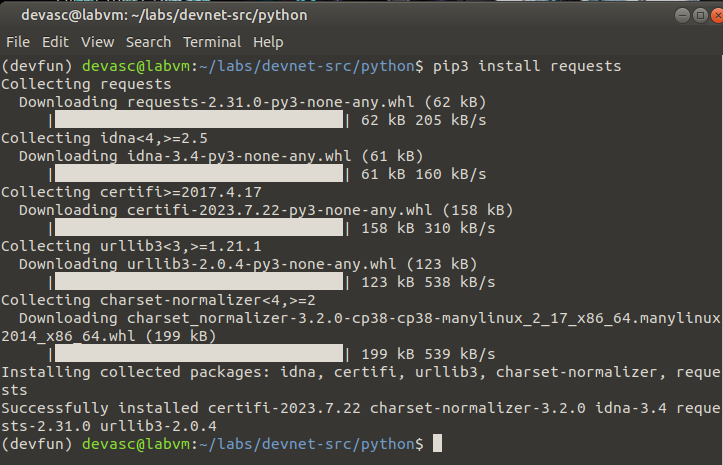 devasc@labvm: ~/labs/devnet-src/python
File Edit View Search Terminal Help
(devfun) devasc@labvm:~/labs/devnet-src/python$ pip3 install requests
Collecting requests
  Downloading requests-2.31.0-py3-none-any.whl (62 kB)
     |                                | 62 kB 205 kB/s
Collecting idna<4,>=2.5
  Downloading idna-3.4-py3-none-any.whl (61 kB)
     |                                | 61 kB 160 kB/s
Collecting certifi>=2017.4.17
  Downloading certifi-2023.7.22-py3-none-any.whl (158 kB)
     |                                | 158 kB 310 kB/s
Collecting urllib3<3,>=1.21.1
  Downloading urllib3-2.0.4-py3-none-any.whl (123 kB)
     |                                | 123 kB 538 kB/s
Collecting charset-normalizer<4,>=2
  Downloading charset_normalizer-3.2.0-cp38-cp38-manylinux_2_17_x86_64.manylinux
2014_x86_64.whl (199 kB)
     |                                | 199 kB 539 kB/s
Installing collected packages: idna, certifi, urllib3, charset-normalizer, reque
sts
Successfully installed certifi-2023.7.22 charset-normalizer-3.2.0 idna-3.4 reque
sts-2.31.0 urllib3-2.0.4
(devfun) devasc@labvm:~/labs/devnet-src/python$